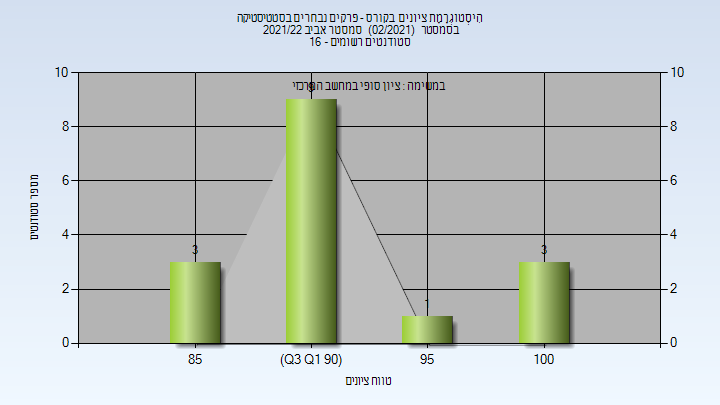 היסטוגרמת ציונים בקורס - פרקים נבחרים בסטטיסטיקה
בסמסטר (02/2021) סמסטר אביב 2021/22
סטודנטים רשומים - 16
במשימה : ציון סופי במחשב המרכזי
10 10
8 8
6 6
4 4
2 2
0 0
3 9 1 3
85 (Q3 Q1 90) 95 100
מספר סטודנטים
טווח ציונים